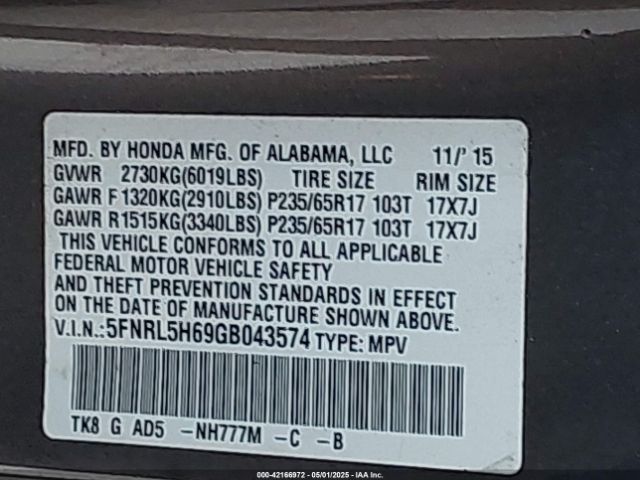 MFD. BY HONDA MFG. OF ALABAMA, LLC 11/' 15
GVWR 2730KG(6019LBS) TIRE SIZE RIM SIZE
GAWR F 1320KG(2910LBS) P235/65R17 103T 17X7J
GAWR R1515KG(3340LBS) P235/65R17 103T 17X7J
THIS VEHICLE CONFORMS TO ALL APPLICABLE
FEDERAL MOTOR VEHICLE SAFETY
AND THEFT PREVENTION STANDARDS IN EFFECT
ON THE DATE OF MANUFACTURE SHOWN ABOVE.
V.I.N.:5FNRL5H69GB043574 TYPE: MPV
TK8 G AD5 -NH777M -C -B
000-42166972 - 05/01/2025 - IAA Inc.